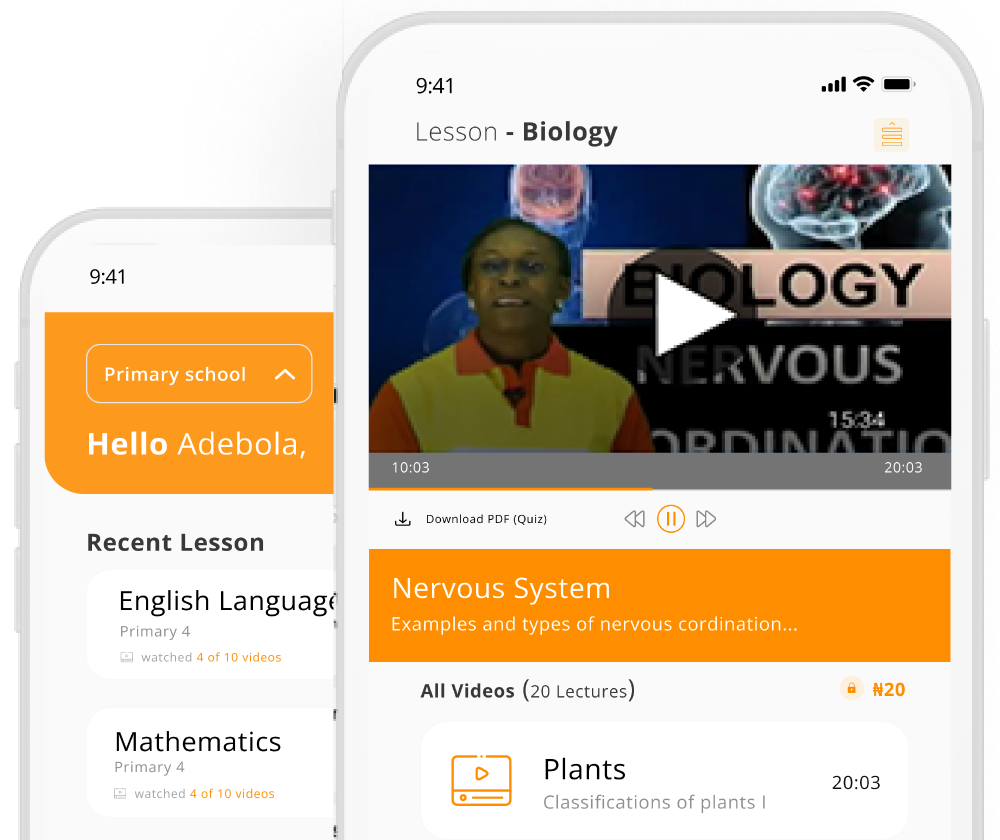 9:41
Primary school
Hello Adebola,
Recent Lesson
English Language
Primary 4
watched 4 of 10 videos
Mathematics
Primary 4
watched 4 of 10 videos
9:41
Lesson - Biology
BIOLOGY
NERVOUS
15:34
ORDINATIO
10:03
20:03
Download PDF (Quiz)
Nervous System
Examples and types of nervous cordination...
All Videos (20 Lectures)
₦20
Plants
20:03
Classifications of plants I